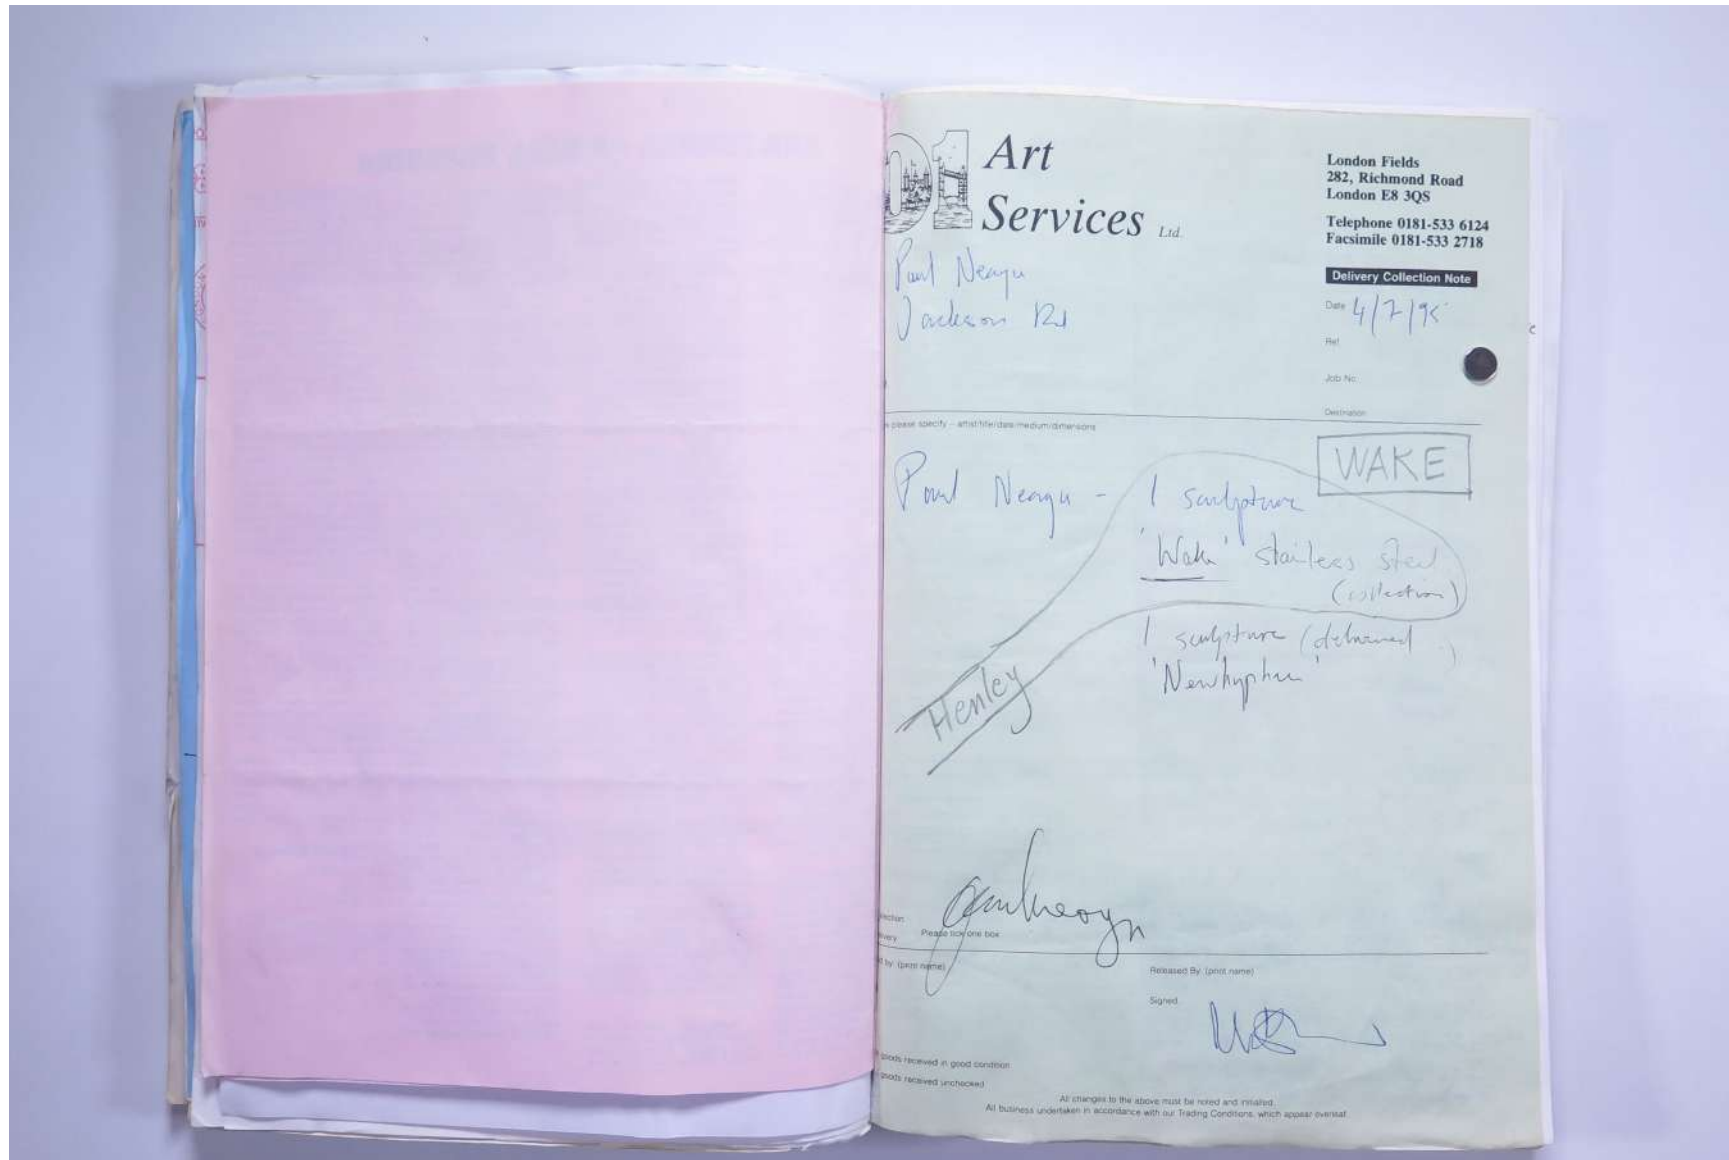 01 Art
Services Ltd.
London Fields
282, Richmond Road
London E8 3QS
Telephone 0181-533 6124
Facsimile 0181-533 2718
Delivery Collection Note
Paul Neagu
Jackson Rd
Date 4/7/95
Ref
Job No
Destination
please specify – artist/title/date/medium/dimensions
WAKE
Paul Neagu - 1 sculpture
'Wake' stainless steel
(collection)
1 sculpture (delivered)
'Newhyphen'
Henley
Please tick one box
by: (print name)
Released By: (print name)
Signed
goods received in good condition
goods received unchecked
All changes to the above must be noted and initialled.
All business undertaken in accordance with our Trading Conditions, which appear overleaf.